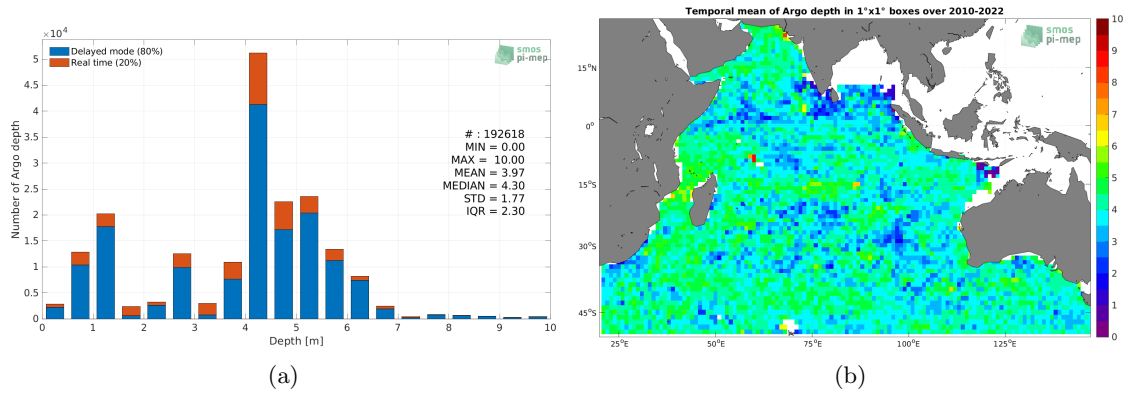 ×10⁴
Delayed mode (80%)
Real time (20%)
smos
pi-mep
# : 192618
MIN = 0.00
MAX = 10.00
MEAN = 3.97
MEDIAN = 4.30
STD = 1.77
IQR = 2.30
Number of Argo depth
5
4.5
4
3.5
3
2.5
2
1.5
1
0.5
0
0 1 2 3 4 5 6 7 8 9 10
Depth [m]
(a)
Temporal mean of Argo depth in 1°x1° boxes over 2010-2022
smos
pi-mep
15°N
0°
15°S
30°S
45°S
25°E 50°E 75°E 100°E 125°E
10
9
8
7
6
5
4
3
2
1
0
(b)